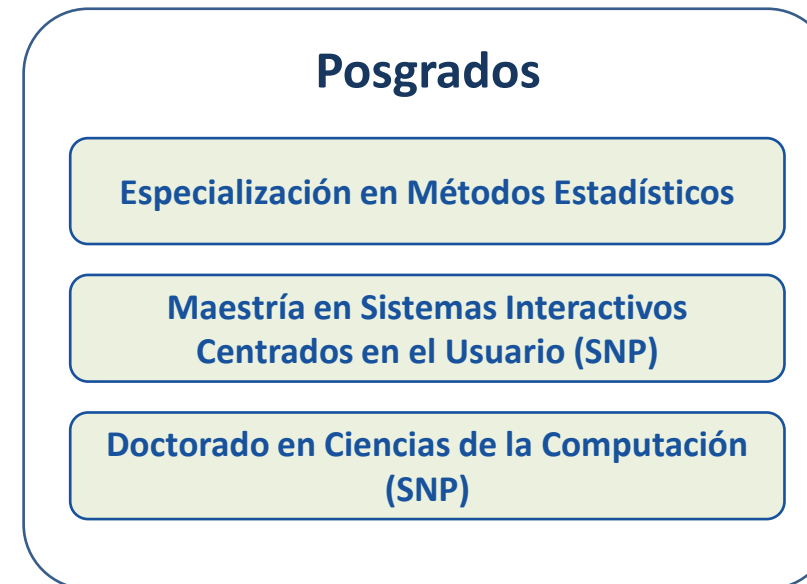 Posgrados
Especialización en Métodos Estadísticos
Maestría en Sistemas Interactivos
Centrados en el Usuario (SNP)
Doctorado en Ciencias de la Computación
(SNP)